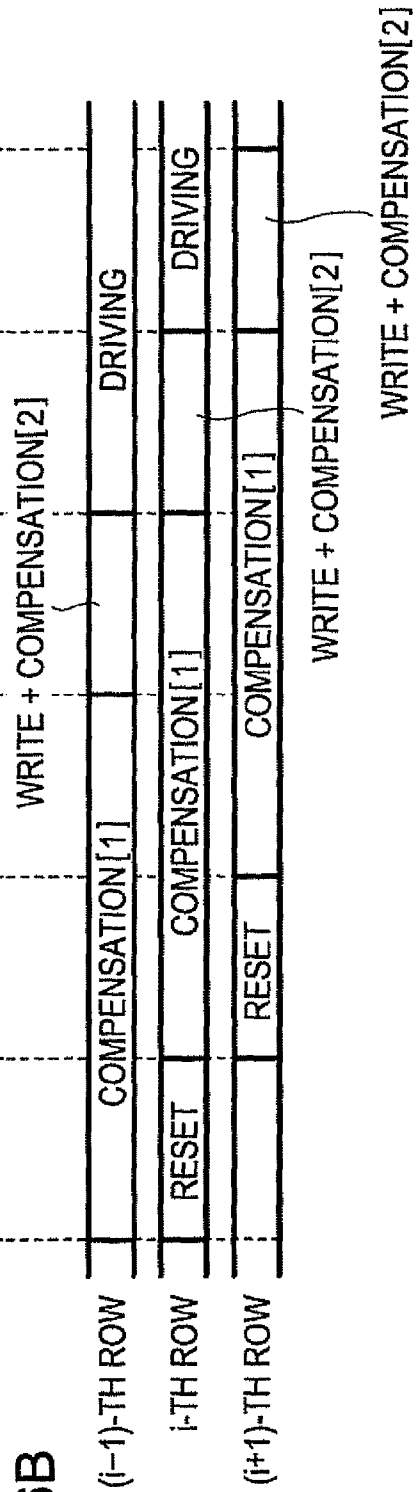 6B
WRITE + COMPENSATION[2]
(i−1)-TH ROW COMPENSATION[1] DRIVING
i-TH ROW RESET COMPENSATION[1] DRIVING
(i+1)-TH ROW RESET COMPENSATION[1]
WRITE + COMPENSATION[2]
WRITE + COMPENSATION[2]